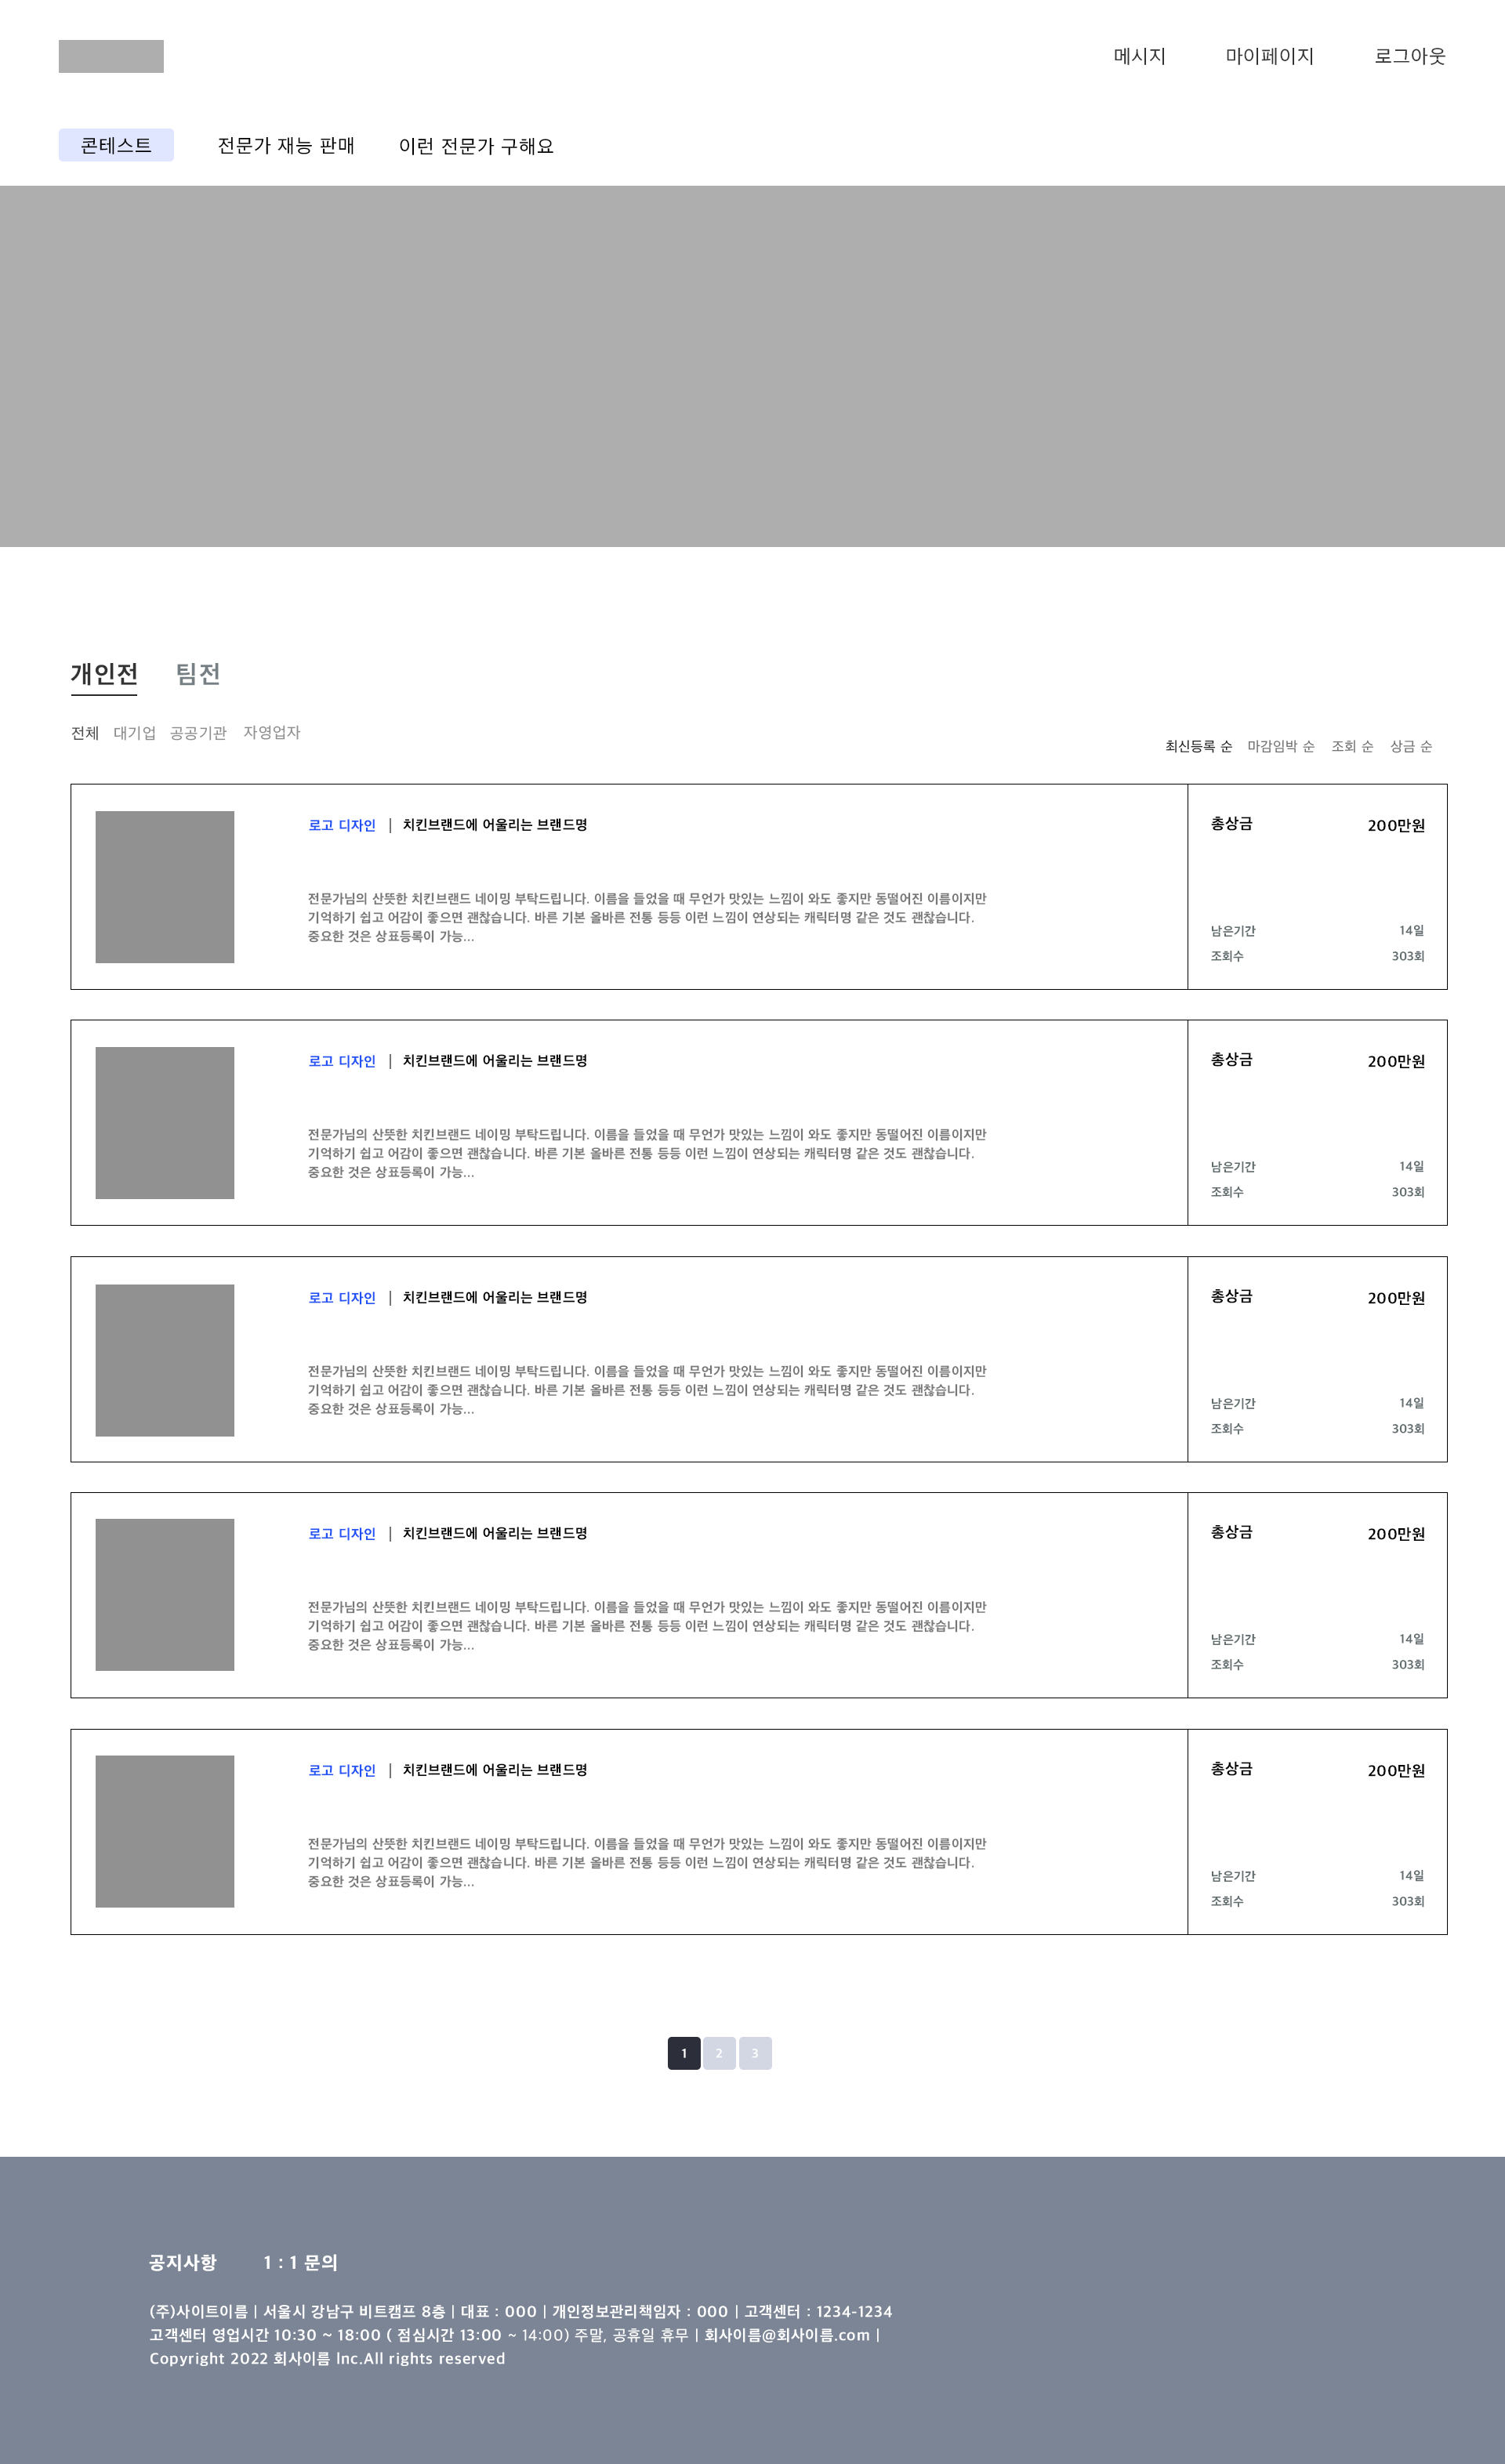 메시지 마이페이지 로그아웃
콘테스트 전문가 재능 판매 이런 전문가 구해요
개인전 팀전
전체 대기업 공공기관 자영업자
최신등록 순 마감임박 순 조회 순 상금 순
로고 디자인 | 치킨브랜드에 어울리는 브랜드명
총상금 200만원
전문가님의 산뜻한 치킨브랜드 네이밍 부탁드립니다. 이름을 들었을 때 무언가 맛있는 느낌이 와도 좋지만 동떨어진 이름이지만
기억하기 쉽고 어감이 좋으면 괜찮습니다. 바른 기본 올바른 전통 등등 이런 느낌이 연상되는 캐릭터명 같은 것도 괜찮습니다.
중요한 것은 상표등록이 가능...
남은기간 14일
조회수 303회
로고 디자인 | 치킨브랜드에 어울리는 브랜드명
총상금 200만원
전문가님의 산뜻한 치킨브랜드 네이밍 부탁드립니다. 이름을 들었을 때 무언가 맛있는 느낌이 와도 좋지만 동떨어진 이름이지만
기억하기 쉽고 어감이 좋으면 괜찮습니다. 바른 기본 올바른 전통 등등 이런 느낌이 연상되는 캐릭터명 같은 것도 괜찮습니다.
중요한 것은 상표등록이 가능...
남은기간 14일
조회수 303회
로고 디자인 | 치킨브랜드에 어울리는 브랜드명
총상금 200만원
전문가님의 산뜻한 치킨브랜드 네이밍 부탁드립니다. 이름을 들었을 때 무언가 맛있는 느낌이 와도 좋지만 동떨어진 이름이지만
기억하기 쉽고 어감이 좋으면 괜찮습니다. 바른 기본 올바른 전통 등등 이런 느낌이 연상되는 캐릭터명 같은 것도 괜찮습니다.
중요한 것은 상표등록이 가능...
남은기간 14일
조회수 303회
로고 디자인 | 치킨브랜드에 어울리는 브랜드명
총상금 200만원
전문가님의 산뜻한 치킨브랜드 네이밍 부탁드립니다. 이름을 들었을 때 무언가 맛있는 느낌이 와도 좋지만 동떨어진 이름이지만
기억하기 쉽고 어감이 좋으면 괜찮습니다. 바른 기본 올바른 전통 등등 이런 느낌이 연상되는 캐릭터명 같은 것도 괜찮습니다.
중요한 것은 상표등록이 가능...
남은기간 14일
조회수 303회
로고 디자인 | 치킨브랜드에 어울리는 브랜드명
총상금 200만원
전문가님의 산뜻한 치킨브랜드 네이밍 부탁드립니다. 이름을 들었을 때 무언가 맛있는 느낌이 와도 좋지만 동떨어진 이름이지만
기억하기 쉽고 어감이 좋으면 괜찮습니다. 바른 기본 올바른 전통 등등 이런 느낌이 연상되는 캐릭터명 같은 것도 괜찮습니다.
중요한 것은 상표등록이 가능...
남은기간 14일
조회수 303회
1 2 3
공지사항 1 : 1 문의
(주)사이트이름 | 서울시 강남구 비트캠프 8층 | 대표 : 000 | 개인정보관리책임자 : 000 | 고객센터 : 1234-1234
고객센터 영업시간 10:30 ~ 18:00 ( 점심시간 13:00 ~ 14:00) 주말, 공휴일 휴무 | 회사이름@회사이름.com |
Copyright 2022 회사이름 Inc.All rights reserved